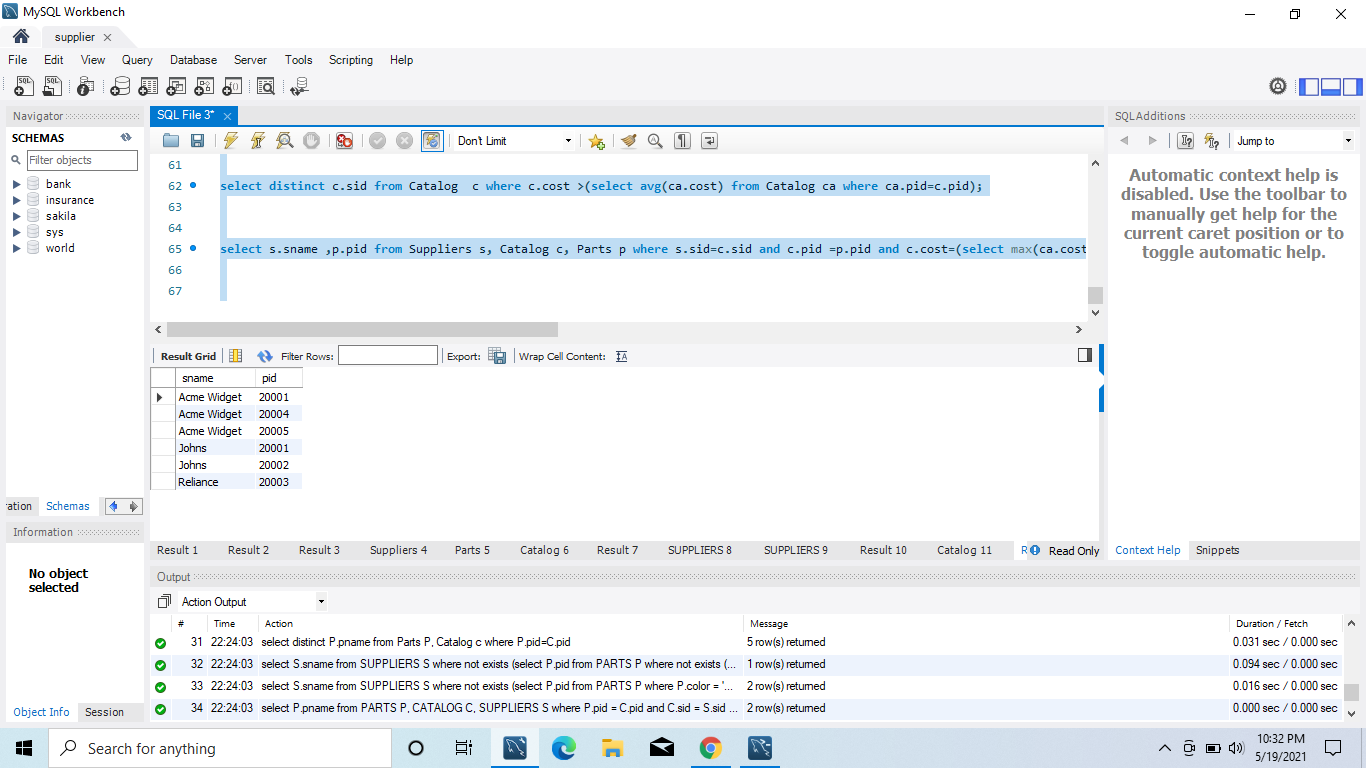 MySQL Workbench
supplier
File Edit View Query Database Server Tools Scripting Help
Navigator
SCHEMAS
Filter objects
bank
insurance
sakila
sys
world
ration Schemas
Information
No object
selected
Object Info Session
SQL File 3*
Don't Limit
61
62 select distinct c.sid from Catalog c where c.cost >(select avg(ca.cost) from Catalog ca where ca.pid=c.pid);
63
64
65 select s.sname ,p.pid from Suppliers s, Catalog c, Parts p where s.sid=c.sid and c.pid =p.pid and c.cost=(select max(ca.cost
66
67
Result Grid Filter Rows: Export: Wrap Cell Content:
sname pid
Acme Widget 20001
Acme Widget 20004
Acme Widget 20005
Johns 20001
Johns 20002
Reliance 20003
Result 1 Result 2 Result 3 Suppliers 4 Parts 5 Catalog 6 Result 7 SUPPLIERS 8 SUPPLIERS 9 Result 10 Catalog 11 R Read Only
Output
Action Output
# Time Action Message Duration / Fetch
31 22:24:03 select distinct P.pname from Parts P, Catalog c where P.pid=C.pid 5 row(s) returned 0.031 sec / 0.000 sec
32 22:24:03 select S.sname from SUPPLIERS S where not exists (select P.pid from PARTS P where not exists (... 1 row(s) returned 0.094 sec / 0.000 sec
33 22:24:03 select S.sname from SUPPLIERS S where not exists (select P.pid from PARTS P where P.color = '... 2 row(s) returned 0.016 sec / 0.000 sec
34 22:24:03 select P.pname from PARTS P, CATALOG C, SUPPLIERS S where P.pid = C.pid and C.sid = S.sid ... 2 row(s) returned 0.000 sec / 0.000 sec
SQLAdditions
Jump to
Automatic context help is
disabled. Use the toolbar to
manually get help for the
current caret position or to
toggle automatic help.
Context Help Snippets
Search for anything
10:32 PM
5/19/2021